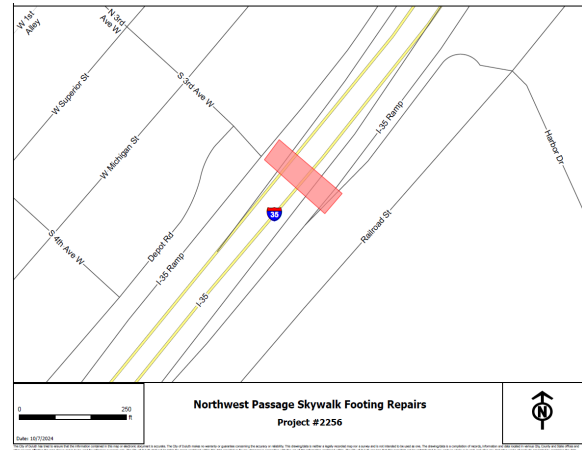 W 1st
Alley
N 3rd
Ave W
W Superior St
S 3rd Ave W
W Michigan St
I-35 Ramp
Harbor Dr
35
Railroad St
S 4th Ave W
Depot Rd
I-35 Ramp
I-35
0 250
ft
Date: 10/7/2024
Northwest Passage Skywalk Footing Repairs
Project #2256
N